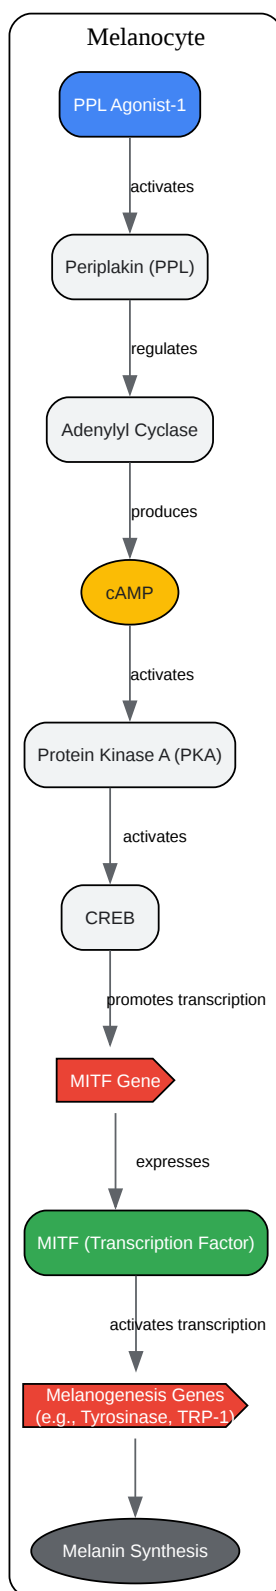 Melanocyte
PPL Agonist-1
activates
Periplakin (PPL)
regulates
Adenylyl Cyclase
produces
cAMP
activates
Protein Kinase A (PKA)
activates
CREB
promotes transcription
MITF Gene
expresses
MITF (Transcription Factor)
activates transcription
Melanogenesis Genes
(e.g., Tyrosinase, TRP-1)
Melanin Synthesis